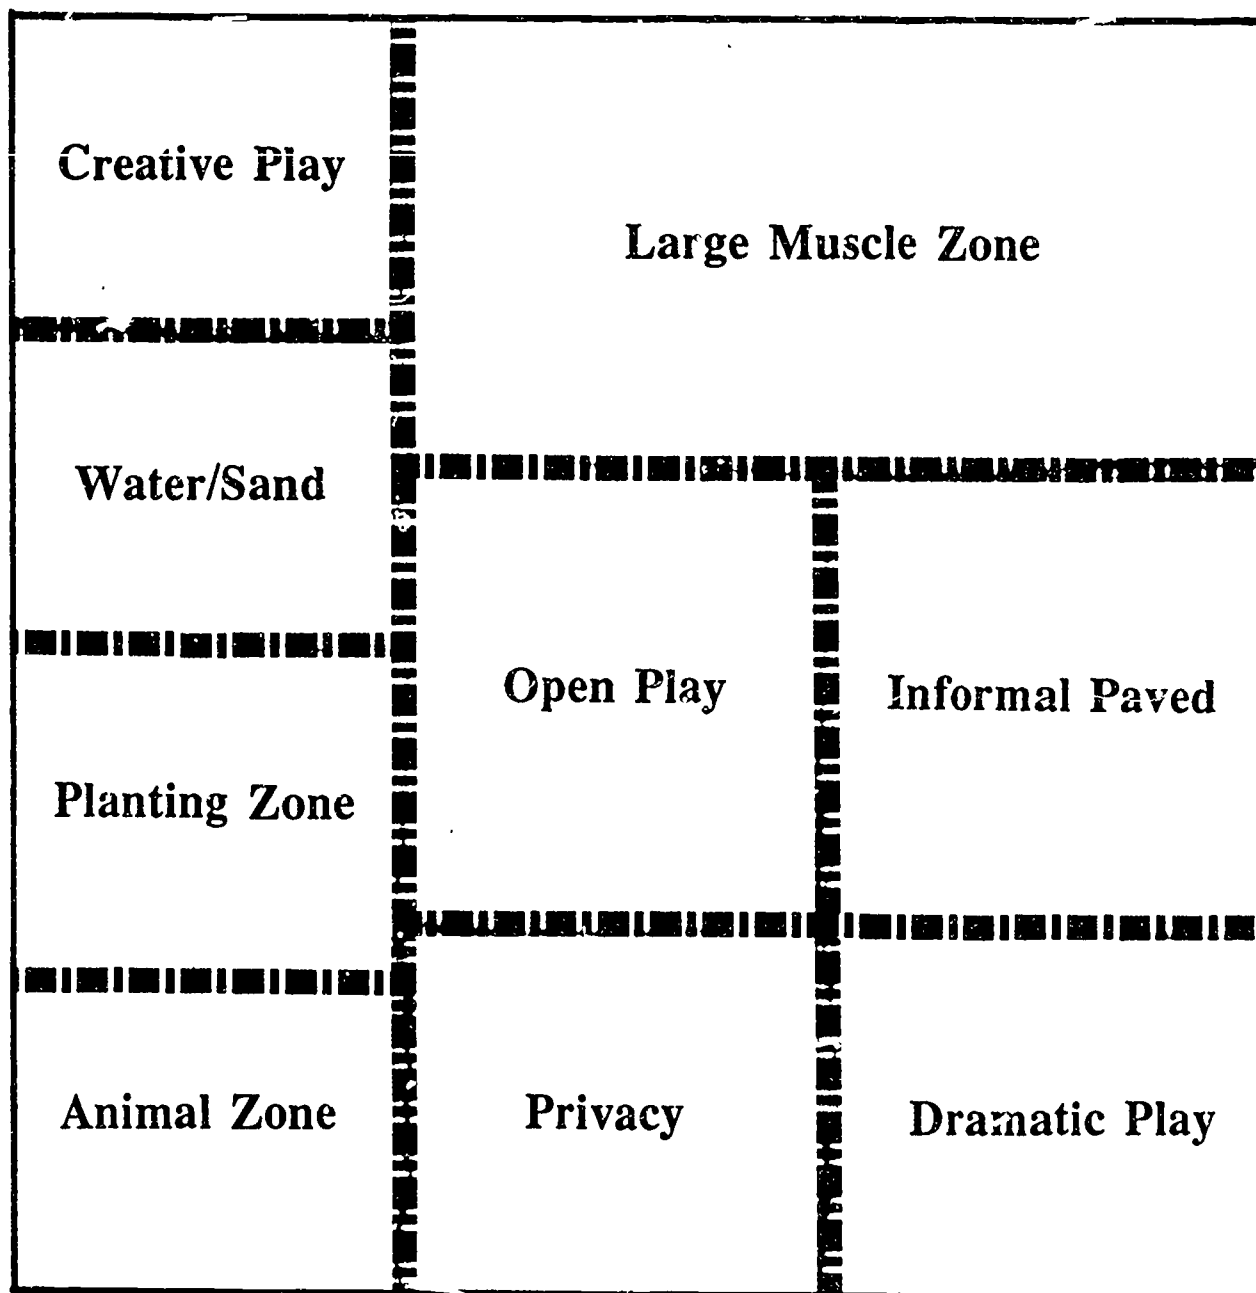 Creative Play
Large Muscle Zone
Water/Sand
Open Play
Informal Paved
Planting Zone
Animal Zone
Privacy
Dramatic Play